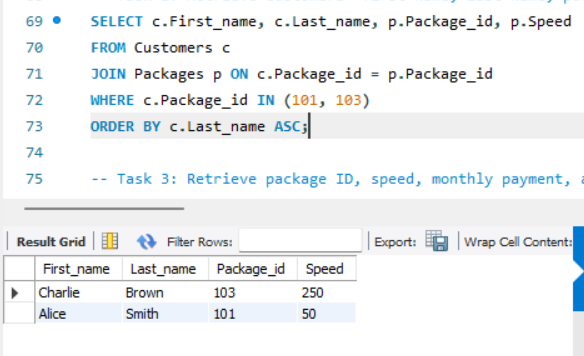 69 SELECT c.First_name, c.Last_name, p.Package_id, p.Speed
70 FROM Customers c
71 JOIN Packages p ON c.Package_id = p.Package_id
72 WHERE c.Package_id IN (101, 103)
73 ORDER BY c.Last_name ASC;
74
75 -- Task 3: Retrieve package ID, speed, monthly payment,
Result Grid Filter Rows: Export: Wrap Cell Content:
First_name Last_name Package_id Speed
Charlie Brown 103 250
Alice Smith 101 50